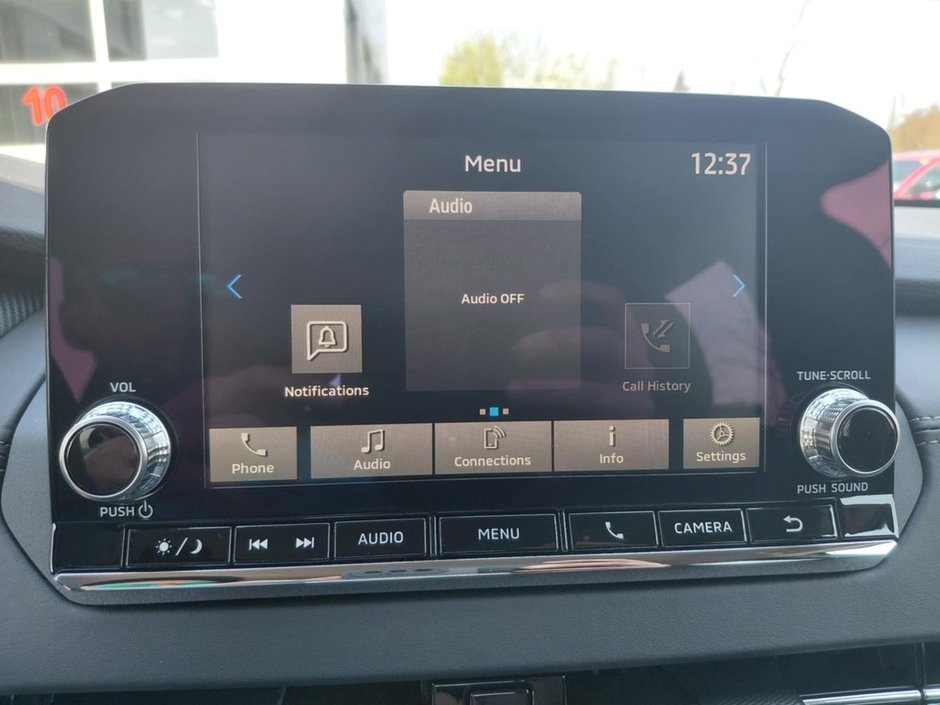 10
Menu
12:37
Audio
Audio OFF
Notifications
Call History
VOL
TUNE·SCROLL
Phone
Audio
Connections
Info
Settings
PUSH
PUSH SOUND
AUDIO
MENU
CAMERA